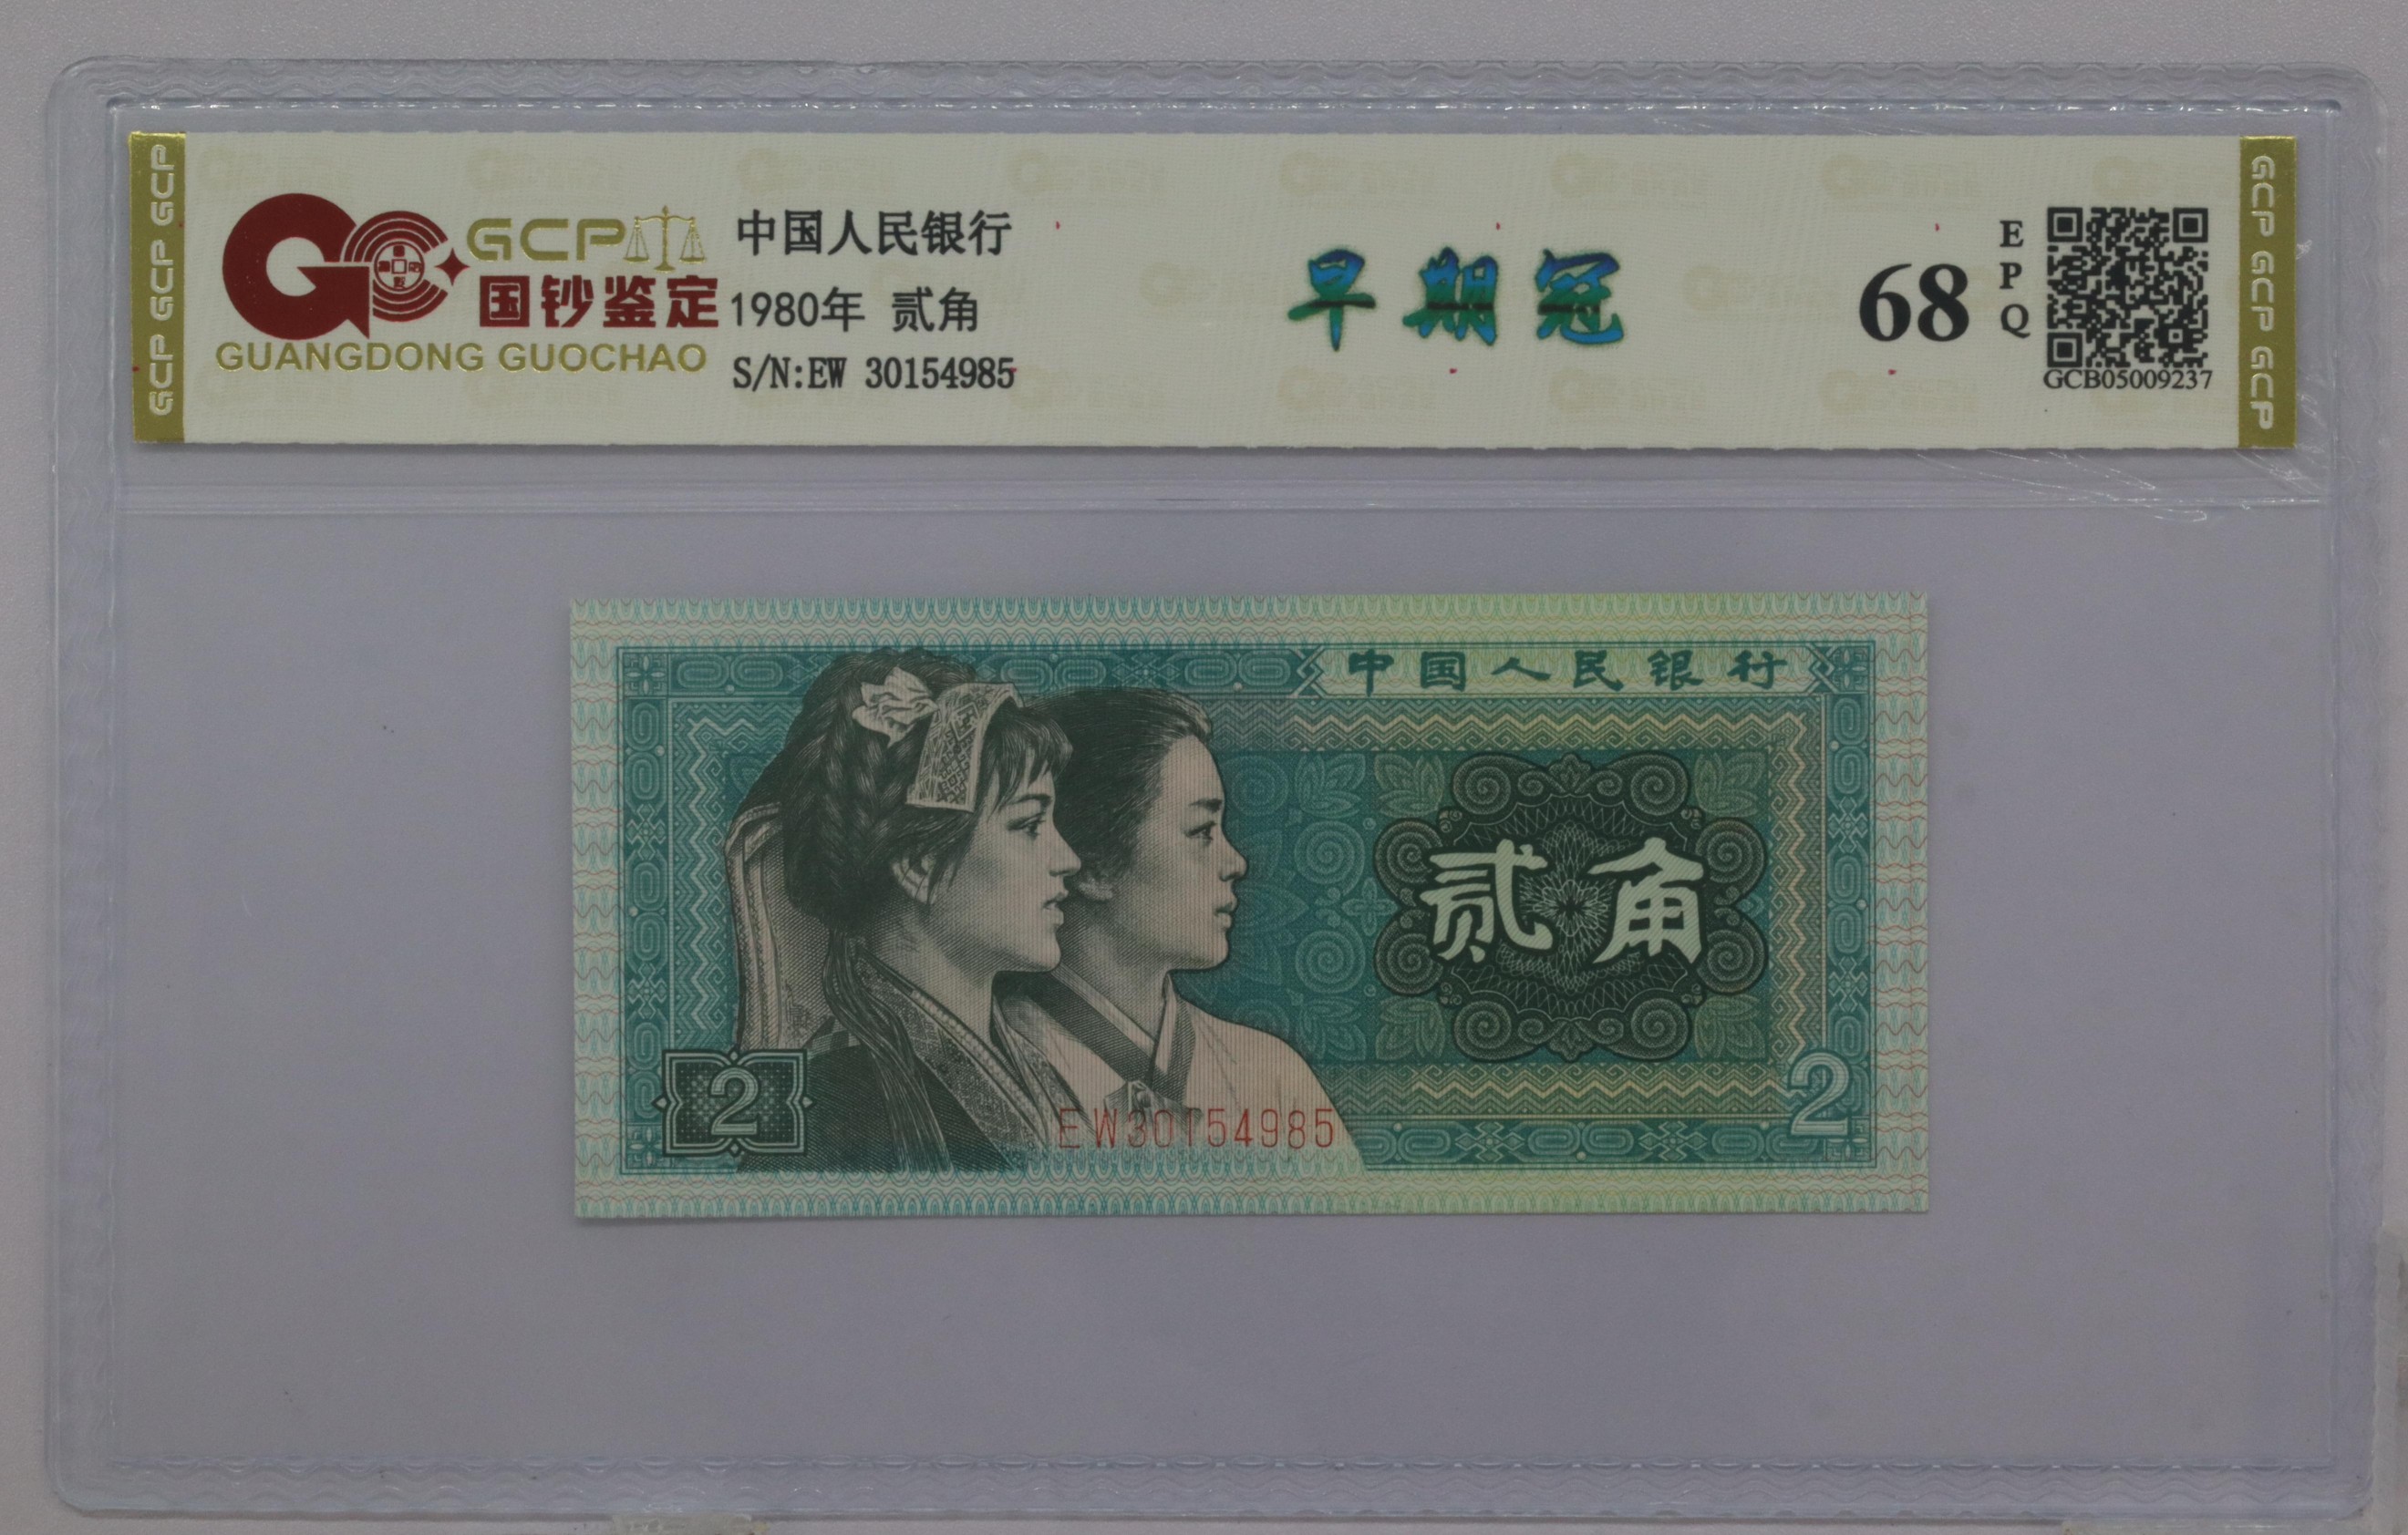 GCP GCP GCP
GCP
国钞鉴定
GUANGDONG GUOCHAO
中国人民银行
1980年 贰角
S/N:EW 30154985
早期冠
68
EPQ
GCB05009237
GCP GCP GCP
中国人民银行
贰角
2
EW30154985
2